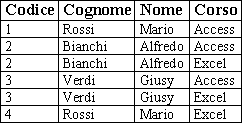 Codice Cognome Nome Corso
1 Rossi Mario Access
2 Bianchi Alfredo Access
2 Bianchi Alfredo Excel
3 Verdi Giusy Access
3 Verdi Giusy Excel
4 Rossi Mario Excel